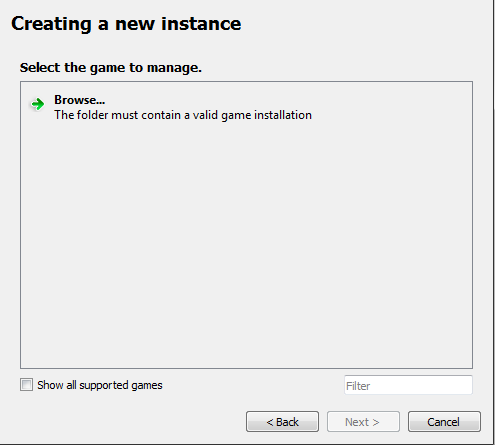 Creating a new instance
Select the game to manage.
Browse...
The folder must contain a valid game installation
Show all supported games
Filter
< Back
Next >
Cancel